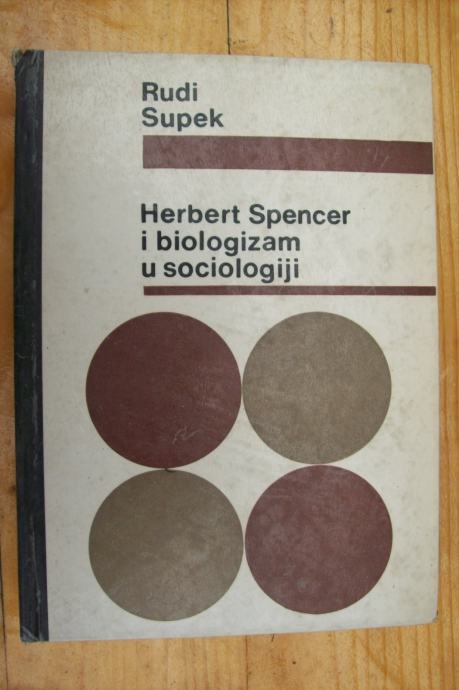 Rudi
Supek
Herbert Spencer
i biologizam
u sociologiji